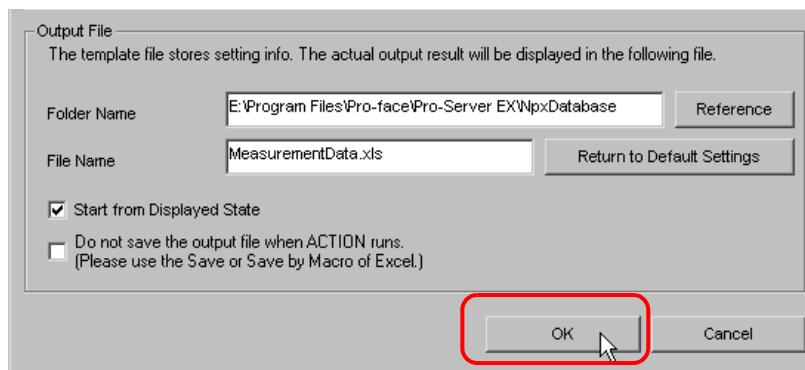 Output File
The template file stores setting info. The actual output result will be displayed in the following file.
Folder Name
E:\Program Files\Pro-face\Pro-Server EX\NpxDatabase
Reference
File Name
MeasurementData.xls
Return to Default Settings
Start from Displayed State
Do not save the output file when ACTION runs.
(Please use the Save or Save by Macro of Excel.)
OK
Cancel